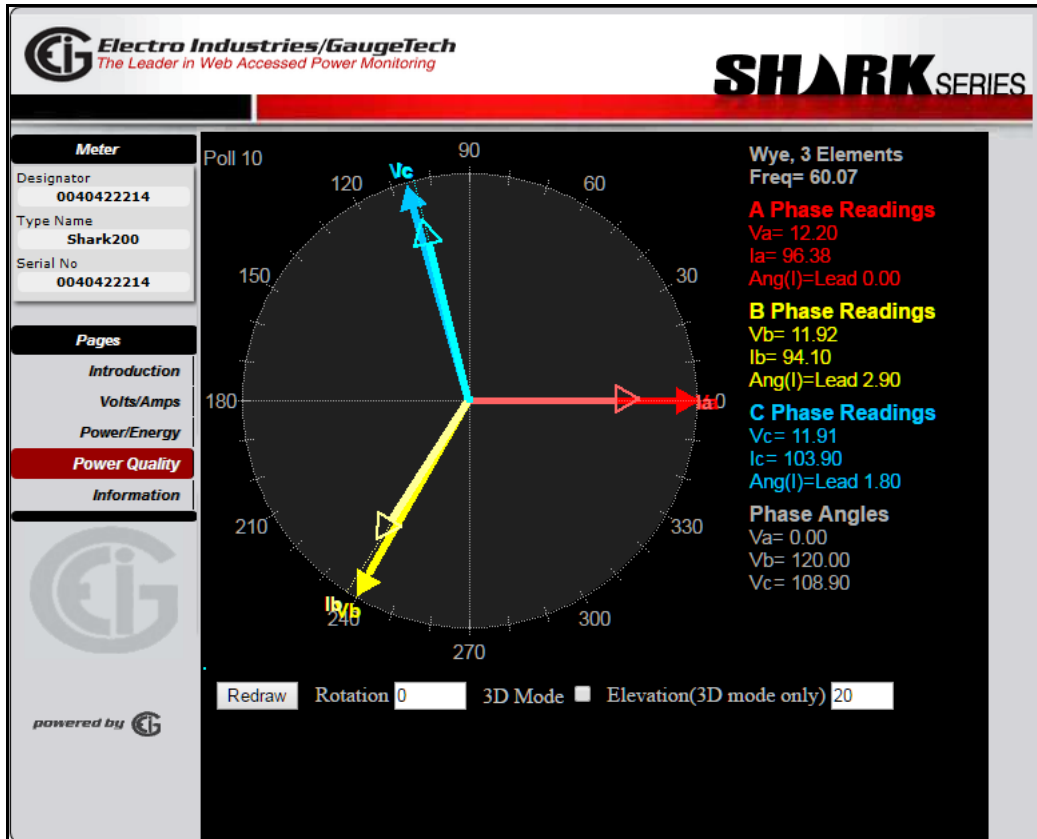 Electro Industries/GaugeTech
The Leader in Web Accessed Power Monitoring
SHARK SERIES
Meter
Designator
0040422214
Type Name
Shark200
Serial No
0040422214
Pages
Introduction
Volts/Amps
Power/Energy
Power Quality
Information
powered by EIG
Poll 10
90
120
60
150
30
180
0
210
330
240
300
270
Vc
Ia
Ib
Vb
Wye, 3 Elements
Freq= 60.07
A Phase Readings
Va= 12.20
Ia= 96.38
Ang(I)=Lead 0.00
B Phase Readings
Vb= 11.92
Ib= 94.10
Ang(I)=Lead 2.90
C Phase Readings
Vc= 11.91
Ic= 103.90
Ang(I)=Lead 1.80
Phase Angles
Va= 0.00
Vb= 120.00
Vc= 108.90
Redraw Rotation 0 3D Mode Elevation(3D mode only) 20